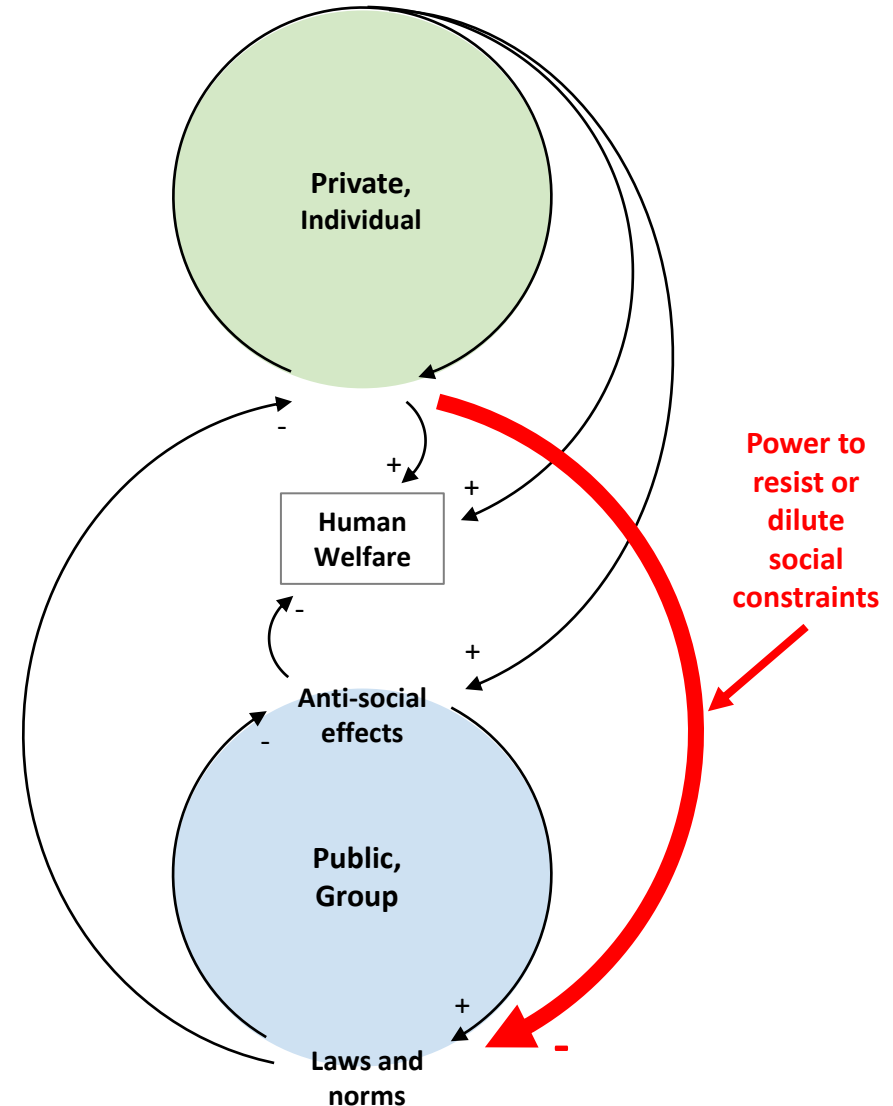 Private,
Individual
-
+
+
Human
Welfare
Power to
resist or
dilute
social
constraints
-
+
Anti-social
effects
-
Public,
Group
+
-
Laws and
norms